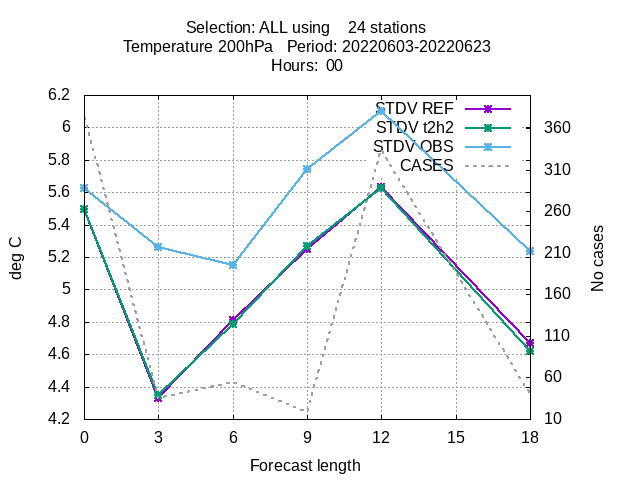 Selection: ALL using    24 stations
Temperature 200hPa   Period: 20220603-20220623
Hours:  00
6.2
6
5.8
5.6
5.4
5.2
5
4.8
4.6
4.4
4.2
deg C
STDV REF
STDV t2h2
STDV OBS
CASES
360
310
260
210
160
110
60
10
No cases
0 3 6 9 12 15 18
Forecast length